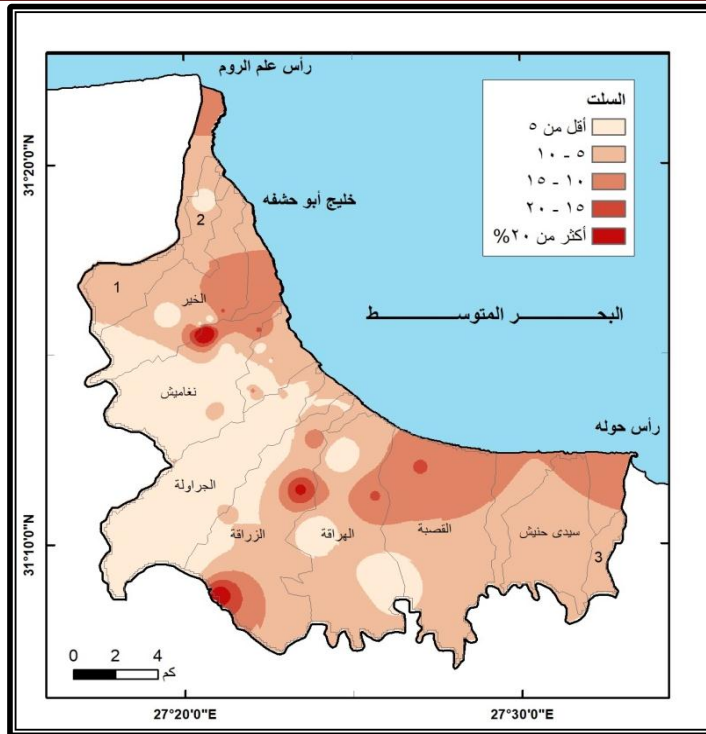 رأس علم الروم
السلت
أقل من ٥
٥ - ١٠
١٠ - ١٥
١٥ - ٢٠
أكثر من ٢٠%
31°20'0"N
خليج أبو حشفه
2
1
الخير
البحـــــــر المتوســـــــط
نغاميش
رأس حوله
الجراولة
31°10'0"N
الزراقة
الهراقة
القصبة
سيدى حنيش
3
0 2 4
كم
27°20'0"E
27°30'0"E